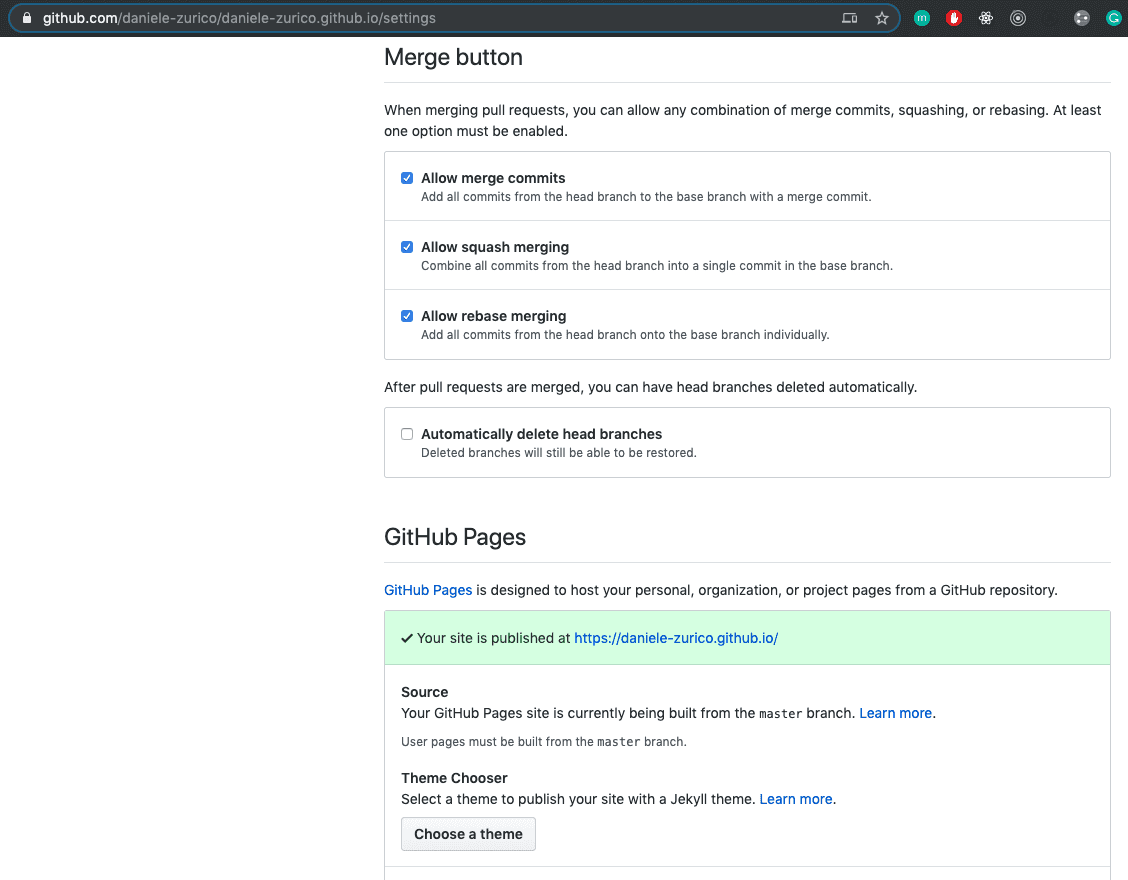 github.com/daniele-zurico/daniele-zurico.github.io/settings
Merge button
When merging pull requests, you can allow any combination of merge commits, squashing, or rebasing. At least
one option must be enabled.
Allow merge commits
Add all commits from the head branch to the base branch with a merge commit.
Allow squash merging
Combine all commits from the head branch into a single commit in the base branch.
Allow rebase merging
Add all commits from the head branch onto the base branch individually.
After pull requests are merged, you can have head branches deleted automatically.
Automatically delete head branches
Deleted branches will still be able to be restored.
GitHub Pages
GitHub Pages is designed to host your personal, organization, or project pages from a GitHub repository.
Your site is published at https://daniele-zurico.github.io/
Source
Your GitHub Pages site is currently being built from the master branch. Learn more.
User pages must be built from the master branch.
Theme Chooser
Select a theme to publish your site with a Jekyll theme. Learn more.
Choose a theme